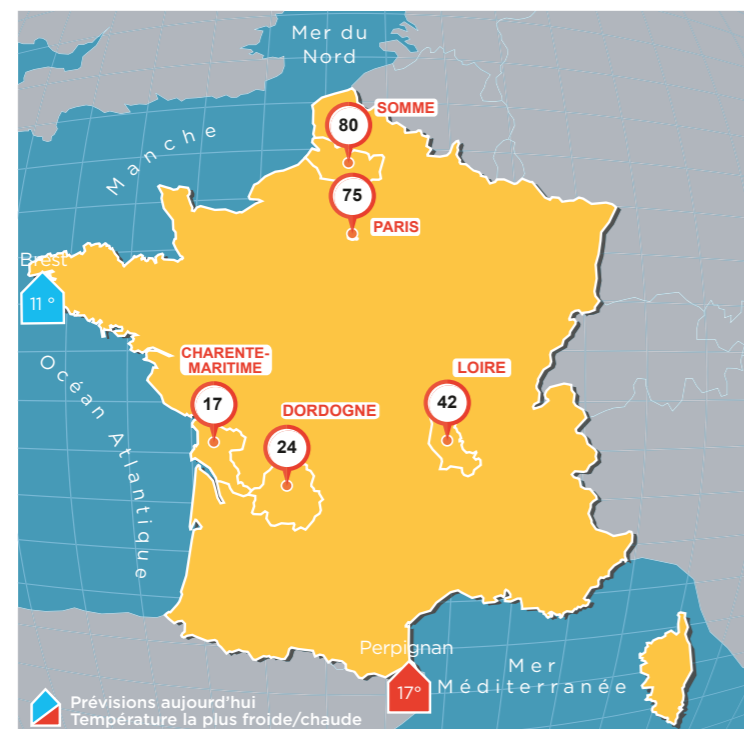 Mer du
Nord
SOMME
80
Manche
75
PARIS
Brest
11 °
CHARENTE-
MARITIME
LOIRE
17
42
DORDOGNE
24
Océan Atlantique
Perpignan
17°
Mer
Méditerranée
Prévisions aujourd'hui
Température la plus froide/chaude